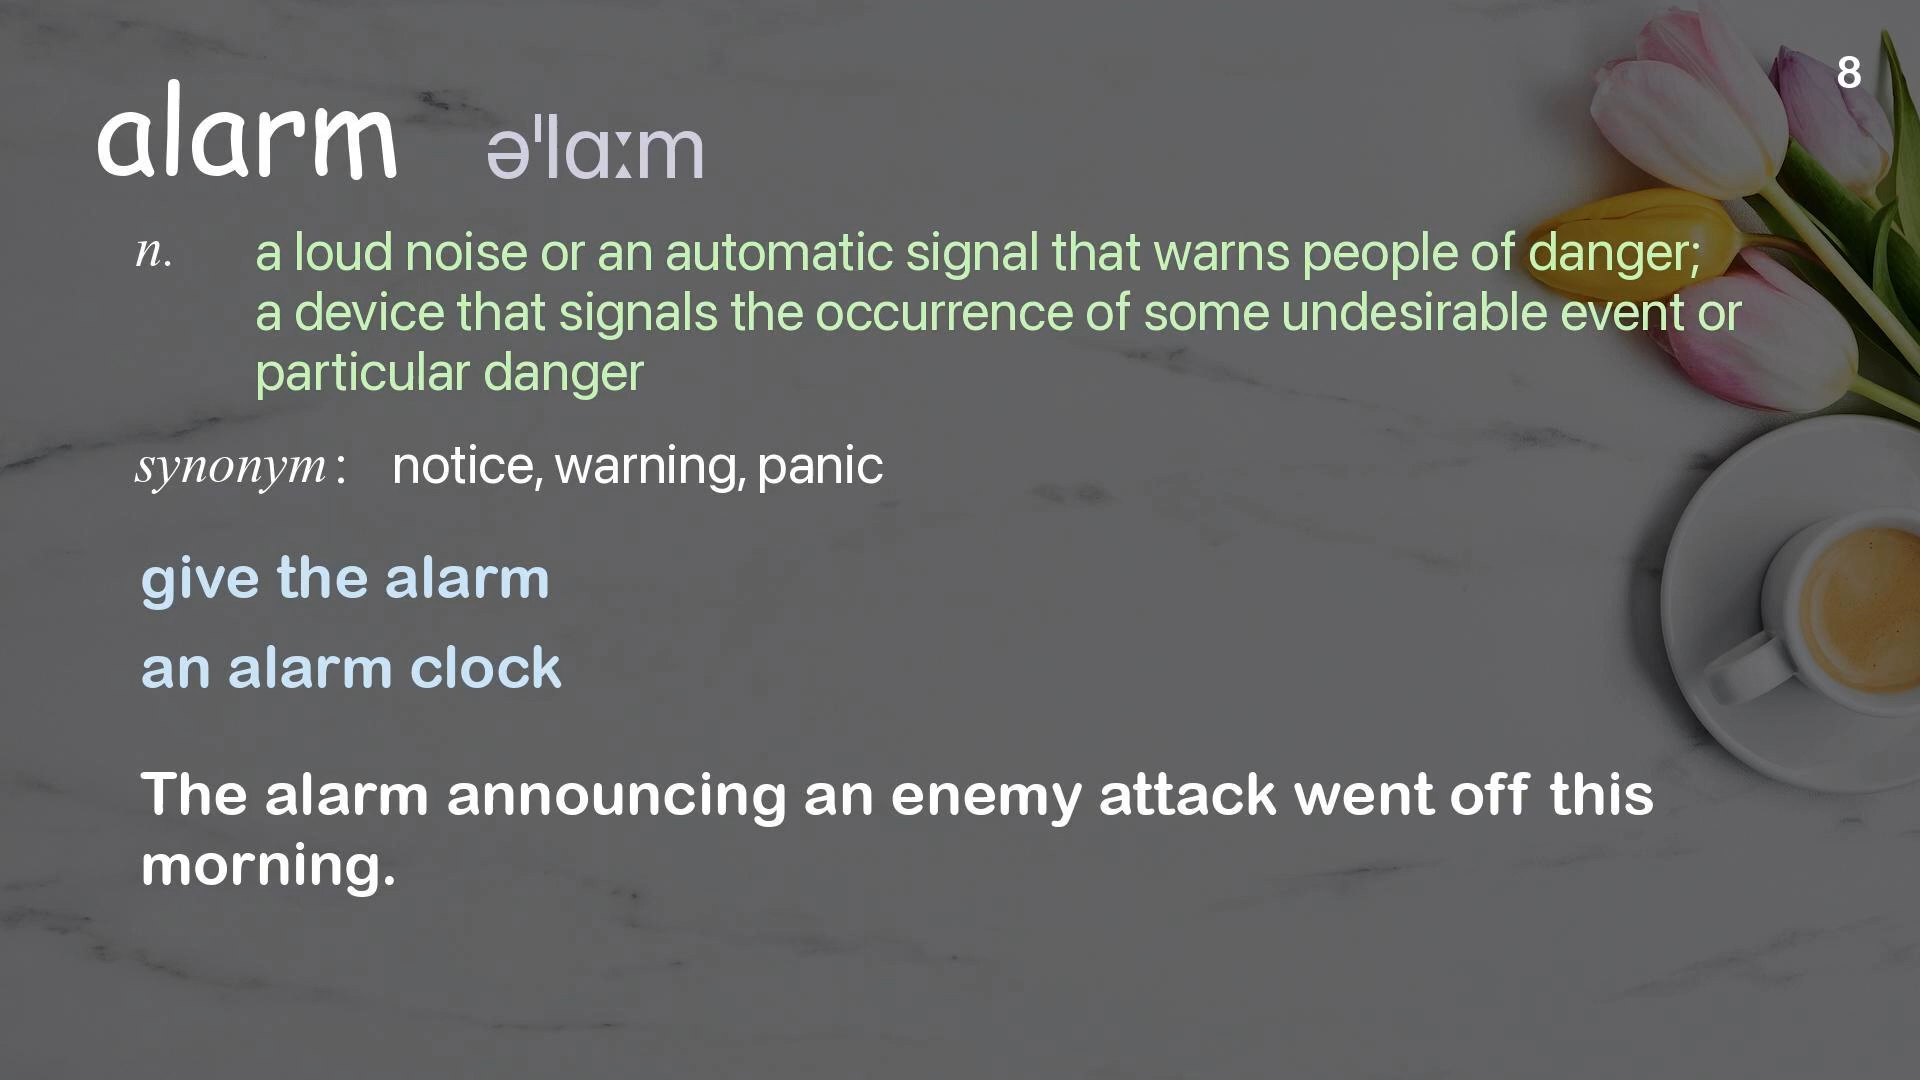 8
alarm əˈlɑːm
n. a loud noise or an automatic signal that warns people of danger;
a device that signals the occurrence of some undesirable event or
particular danger
synonym: notice, warning, panic
give the alarm
an alarm clock
The alarm announcing an enemy attack went off this
morning.